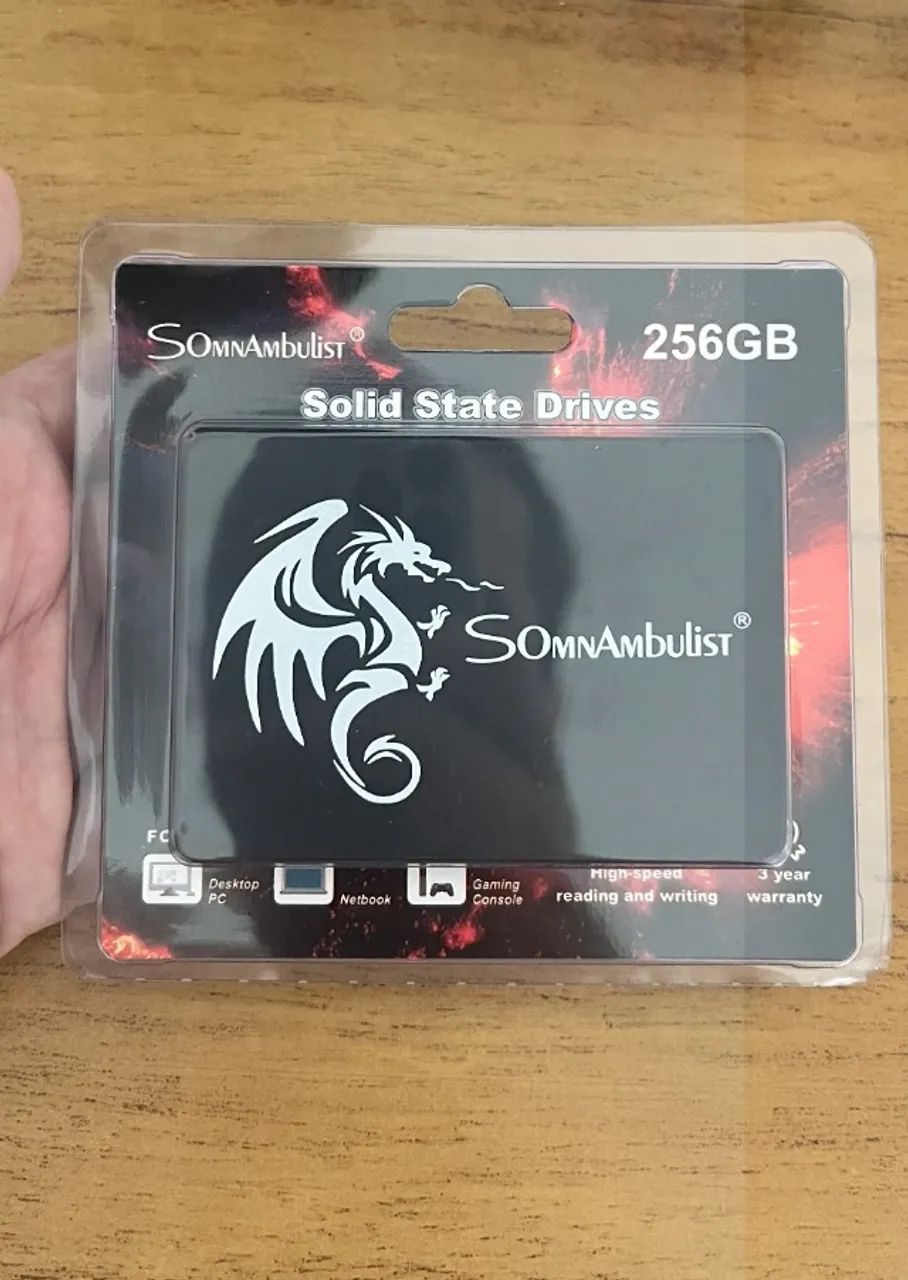 SOmnAmbulist®
256GB
Solid State Drives
SOmnAmbulist®
Desktop
PC
Netbook
Gaming
Console
High-speed
reading and writing
3 year
warranty